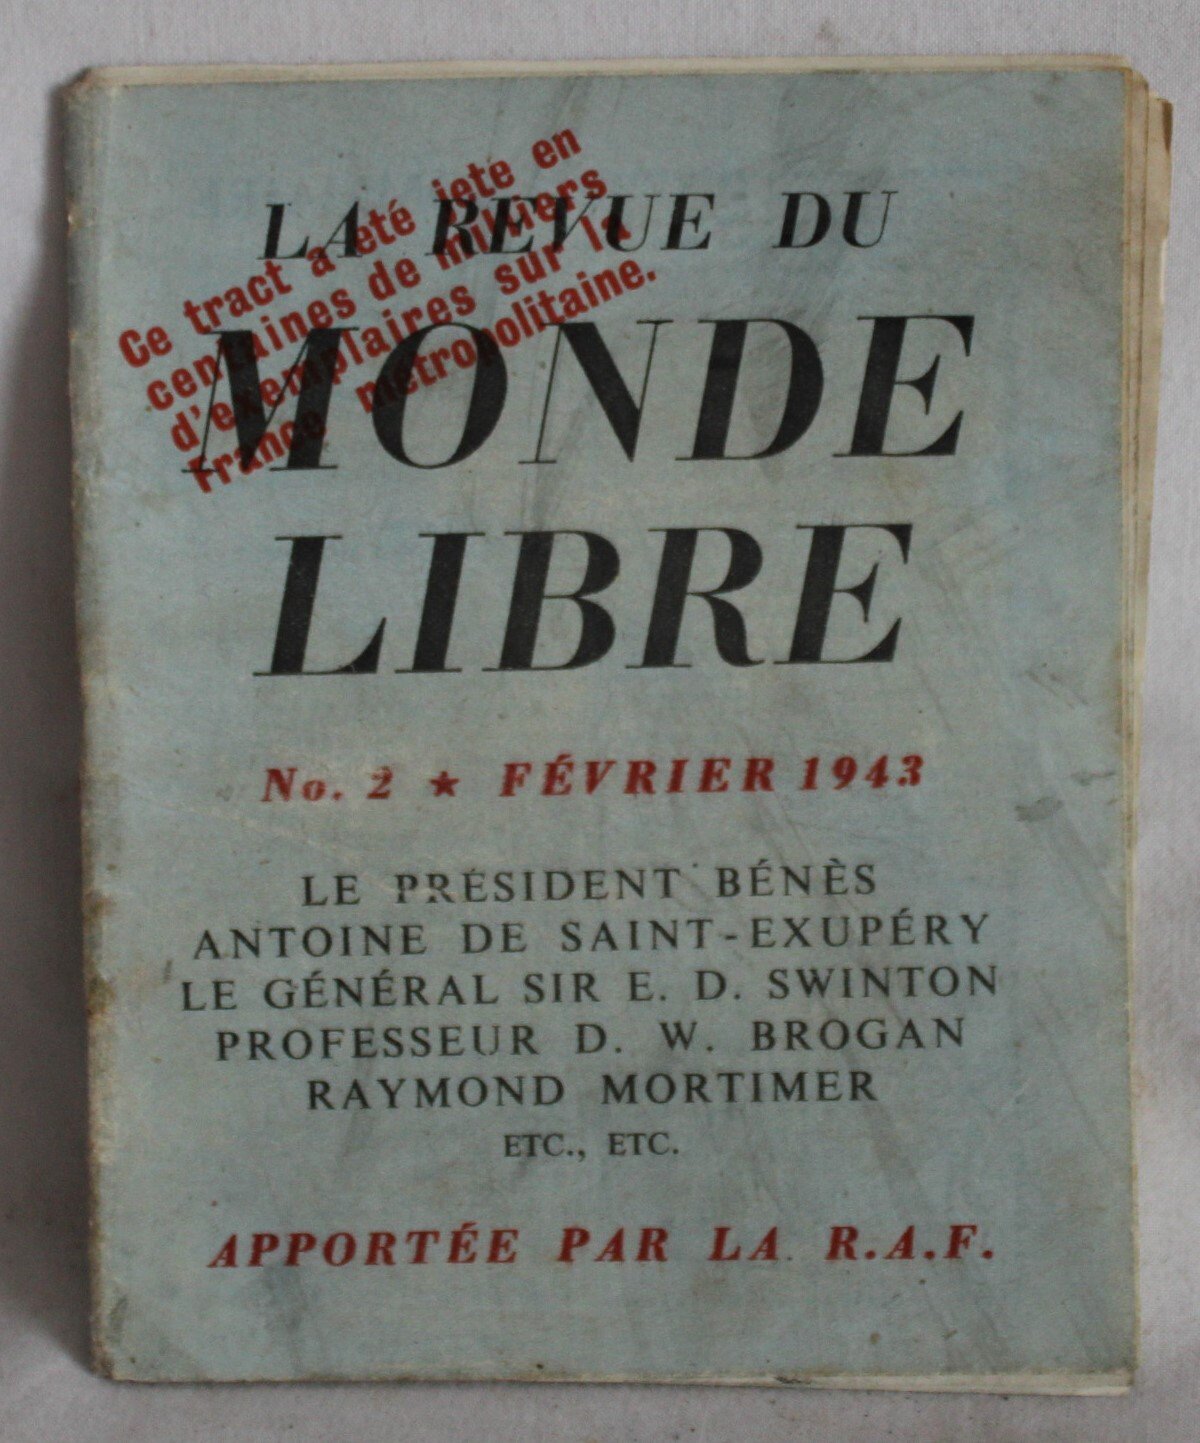 Ce tract a été jete en
centaines de milliers
d'exemplaires sur la
France métropolitaine.
LA REVUE DU
MONDE
LIBRE
No. 2 ★ FÉVRIER 1943
LE PRÉSIDENT BÉNÈS
ANTOINE DE SAINT-EXUPÉRY
LE GÉNÉRAL SIR E. D. SWINTON
PROFESSEUR D. W. BROGAN
RAYMOND MORTIMER
ETC., ETC.
APPORTÉE PAR LA R.A.F.